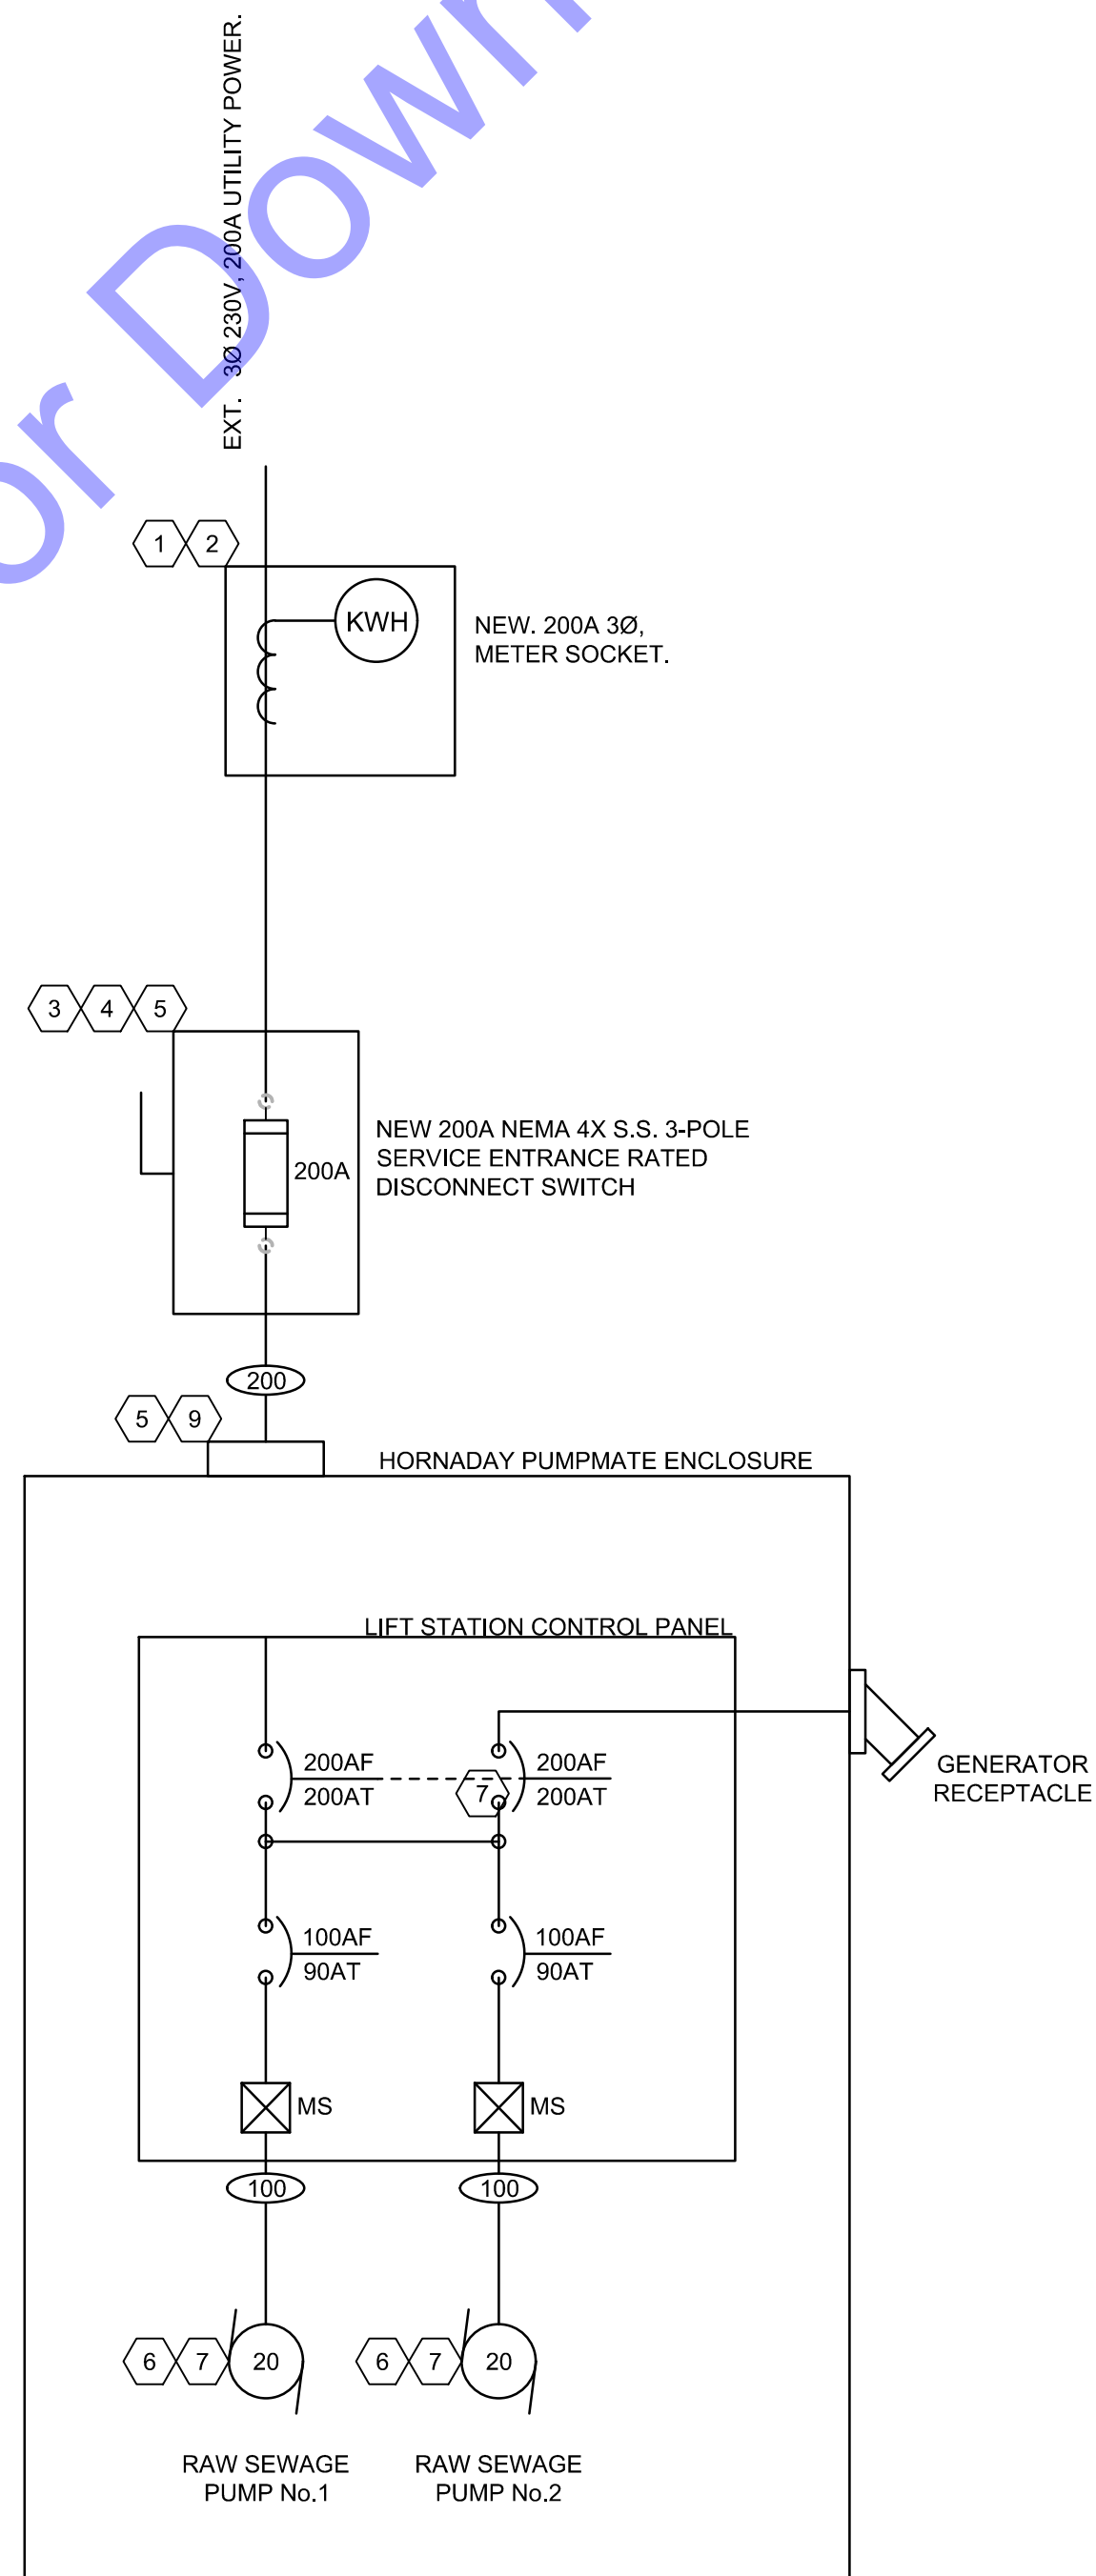 or Down
EXT. 3Ø 230V, 200A UTILITY POWER.
1 2
KWH
NEW. 200A 3Ø,
METER SOCKET.
3 4 5
200A
NEW 200A NEMA 4X S.S. 3-POLE
SERVICE ENTRANCE RATED
DISCONNECT SWITCH
200
5 9
HORNADAY PUMPMATE ENCLOSURE
LIFT STATION CONTROL PANEL
200AF
200AT
7
200AF
200AT
GENERATOR
RECEPTACLE
100AF
90AT
100AF
90AT
MS
MS
100
100
6 7 20
6 7 20
RAW SEWAGE
PUMP No.1
RAW SEWAGE
PUMP No.2